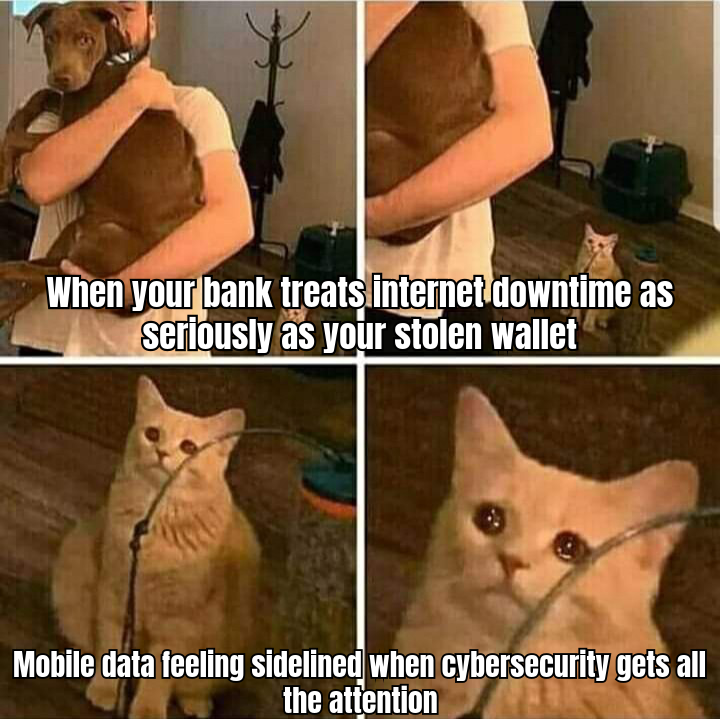 When your bank treats internet downtime as
seriously as your stolen wallet
Mobile data feeling sidelined when cybersecurity gets all
the attention